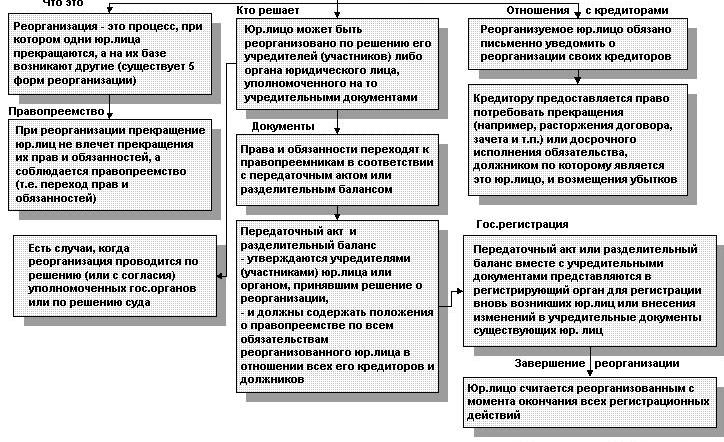 Что это
Реорганизация - это процесс, при
котором одни юр.лица
прекращаются, а на их базе
возникают другие (существует 5
форм реорганизации)
Правопреемство
При реорганизации прекращение
юр.лиц не влечет прекращения
их прав и обязанностей, а
соблюдается правопреемство
(т.е. переход прав и
обязанностей)
Есть случаи, когда
реорганизация проводится по
решению (или с согласия)
уполномоченных гос.органов
или по решению суда
Кто решает
Юр.лицо может быть
реорганизовано по решению его
учредителей (участников) либо
органа юридического лица,
уполномоченного на то
учредительными документами
Документы
Права и обязанности переходят к
правопреемникам в соответствии
с передаточным актом или
разделительным балансом
Передаточный акт и
разделительный баланс
- утверждаются учредителями
(участниками) юр.лица или
органом, принявшим решение о
реорганизации,
- и должны содержать положения
о правопреемстве по всем
обязательствам
реорганизованного юр.лица в
отношении всех его кредиторов и
должников
Отношения с кредиторами
Реорганизуемое юр.лицо обязано
письменно уведомить о
реорганизации своих кредиторов
Кредитору предоставляется право
потребовать прекращения
(например, расторжения договора,
зачета и т.п.) или досрочного
исполнения обязательства,
должником по которому является
это юр.лицо, и возмещения убытков
Гос.регистрация
Передаточный акт или разделительный
баланс вместе с учредительными
документами представляются в
регистрирующий орган для регистрации
вновь возникших юр.лиц или внесения
изменений в учредительные документы
существующих юр. лиц
Завершение реорганизации
Юр.лицо считается реорганизованным с
момента окончания всех регистрационных
действий